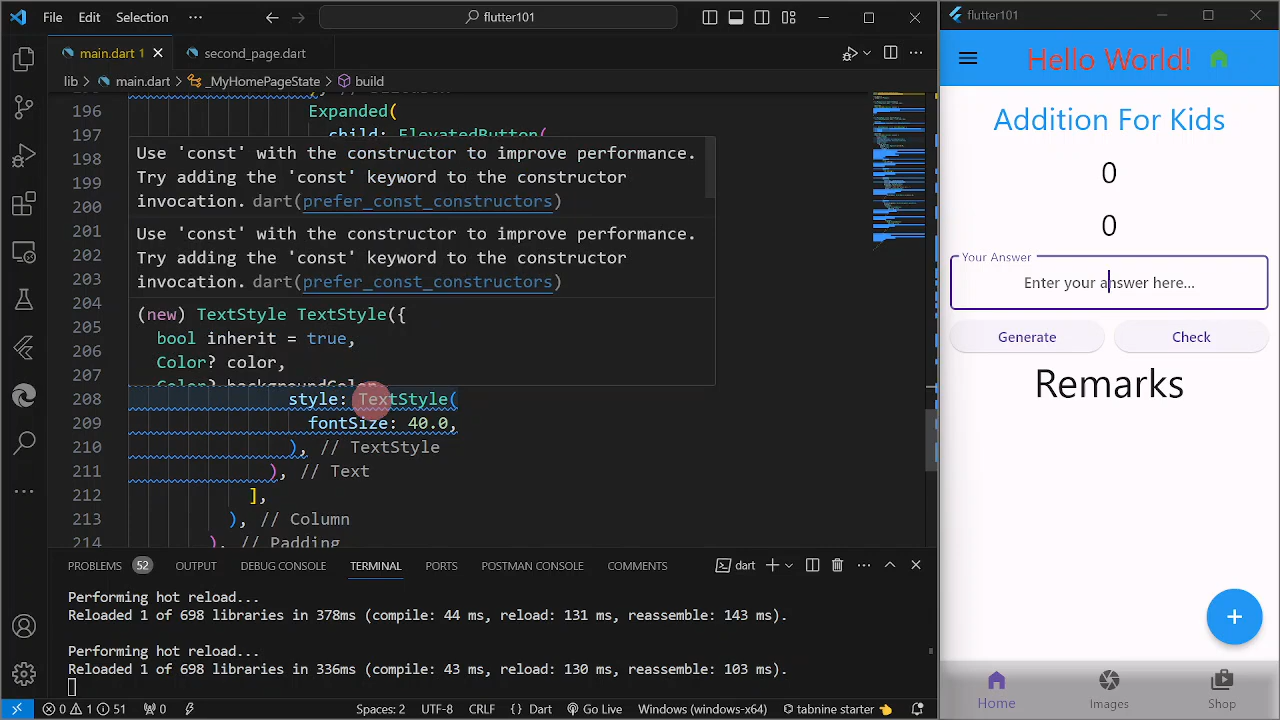 File Edit Selection ··· flutter101
main.dart 1 second_page.dart
lib > main.dart > _MyHomePageState > build
196 Expanded(
197 child: ElevatedButton(
198
199
200
201
202
203
204
205
206
207
Use ' with the constructor to improve performance.
Try adding the 'const' keyword to the constructor
invocation. dart(prefer_const_constructors)
Use ' with the constructor to improve performance.
Try adding the 'const' keyword to the constructor
invocation. dart(prefer_const_constructors)
(new) TextStyle TextStyle({
bool inherit = true,
Color? color,
Color? backgroundColor,
208 style: TextStyle(
209 fontSize: 40.0,
210 ), // TextStyle
211 ), // Text
212 ],
213 ), // Column
214 ), // Padding
PROBLEMS 52 OUTPUT DEBUG CONSOLE TERMINAL PORTS POSTMAN CONSOLE COMMENTS dart
Performing hot reload...
Reloaded 1 of 698 libraries in 378ms (compile: 44 ms, reload: 131 ms, reassemble: 143 ms).
Performing hot reload...
Reloaded 1 of 698 libraries in 336ms (compile: 43 ms, reload: 130 ms, reassemble: 103 ms).
0 1 51 0 Spaces: 2 UTF-8 CRLF {} Dart Go Live Windows (windows-x64) tabnine starter
flutter101
Hello World!
Addition For Kids
0
0
Your Answer
Enter your answer here...
Generate Check
Remarks
+
Home Images Shop